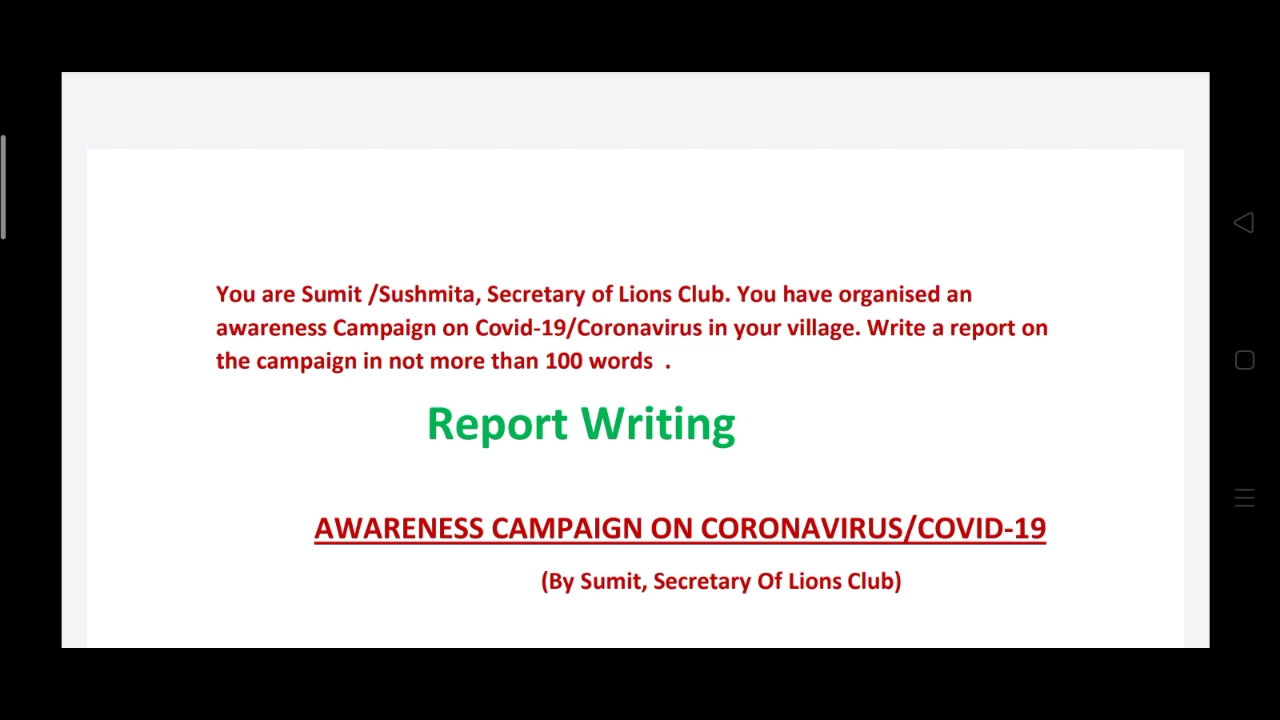 You are Sumit /Sushmita, Secretary of Lions Club. You have organised an
awareness Campaign on Covid-19/Coronavirus in your village. Write a report on
the campaign in not more than 100 words  .
Report Writing
AWARENESS CAMPAIGN ON CORONAVIRUS/COVID-19
(By Sumit, Secretary Of Lions Club)